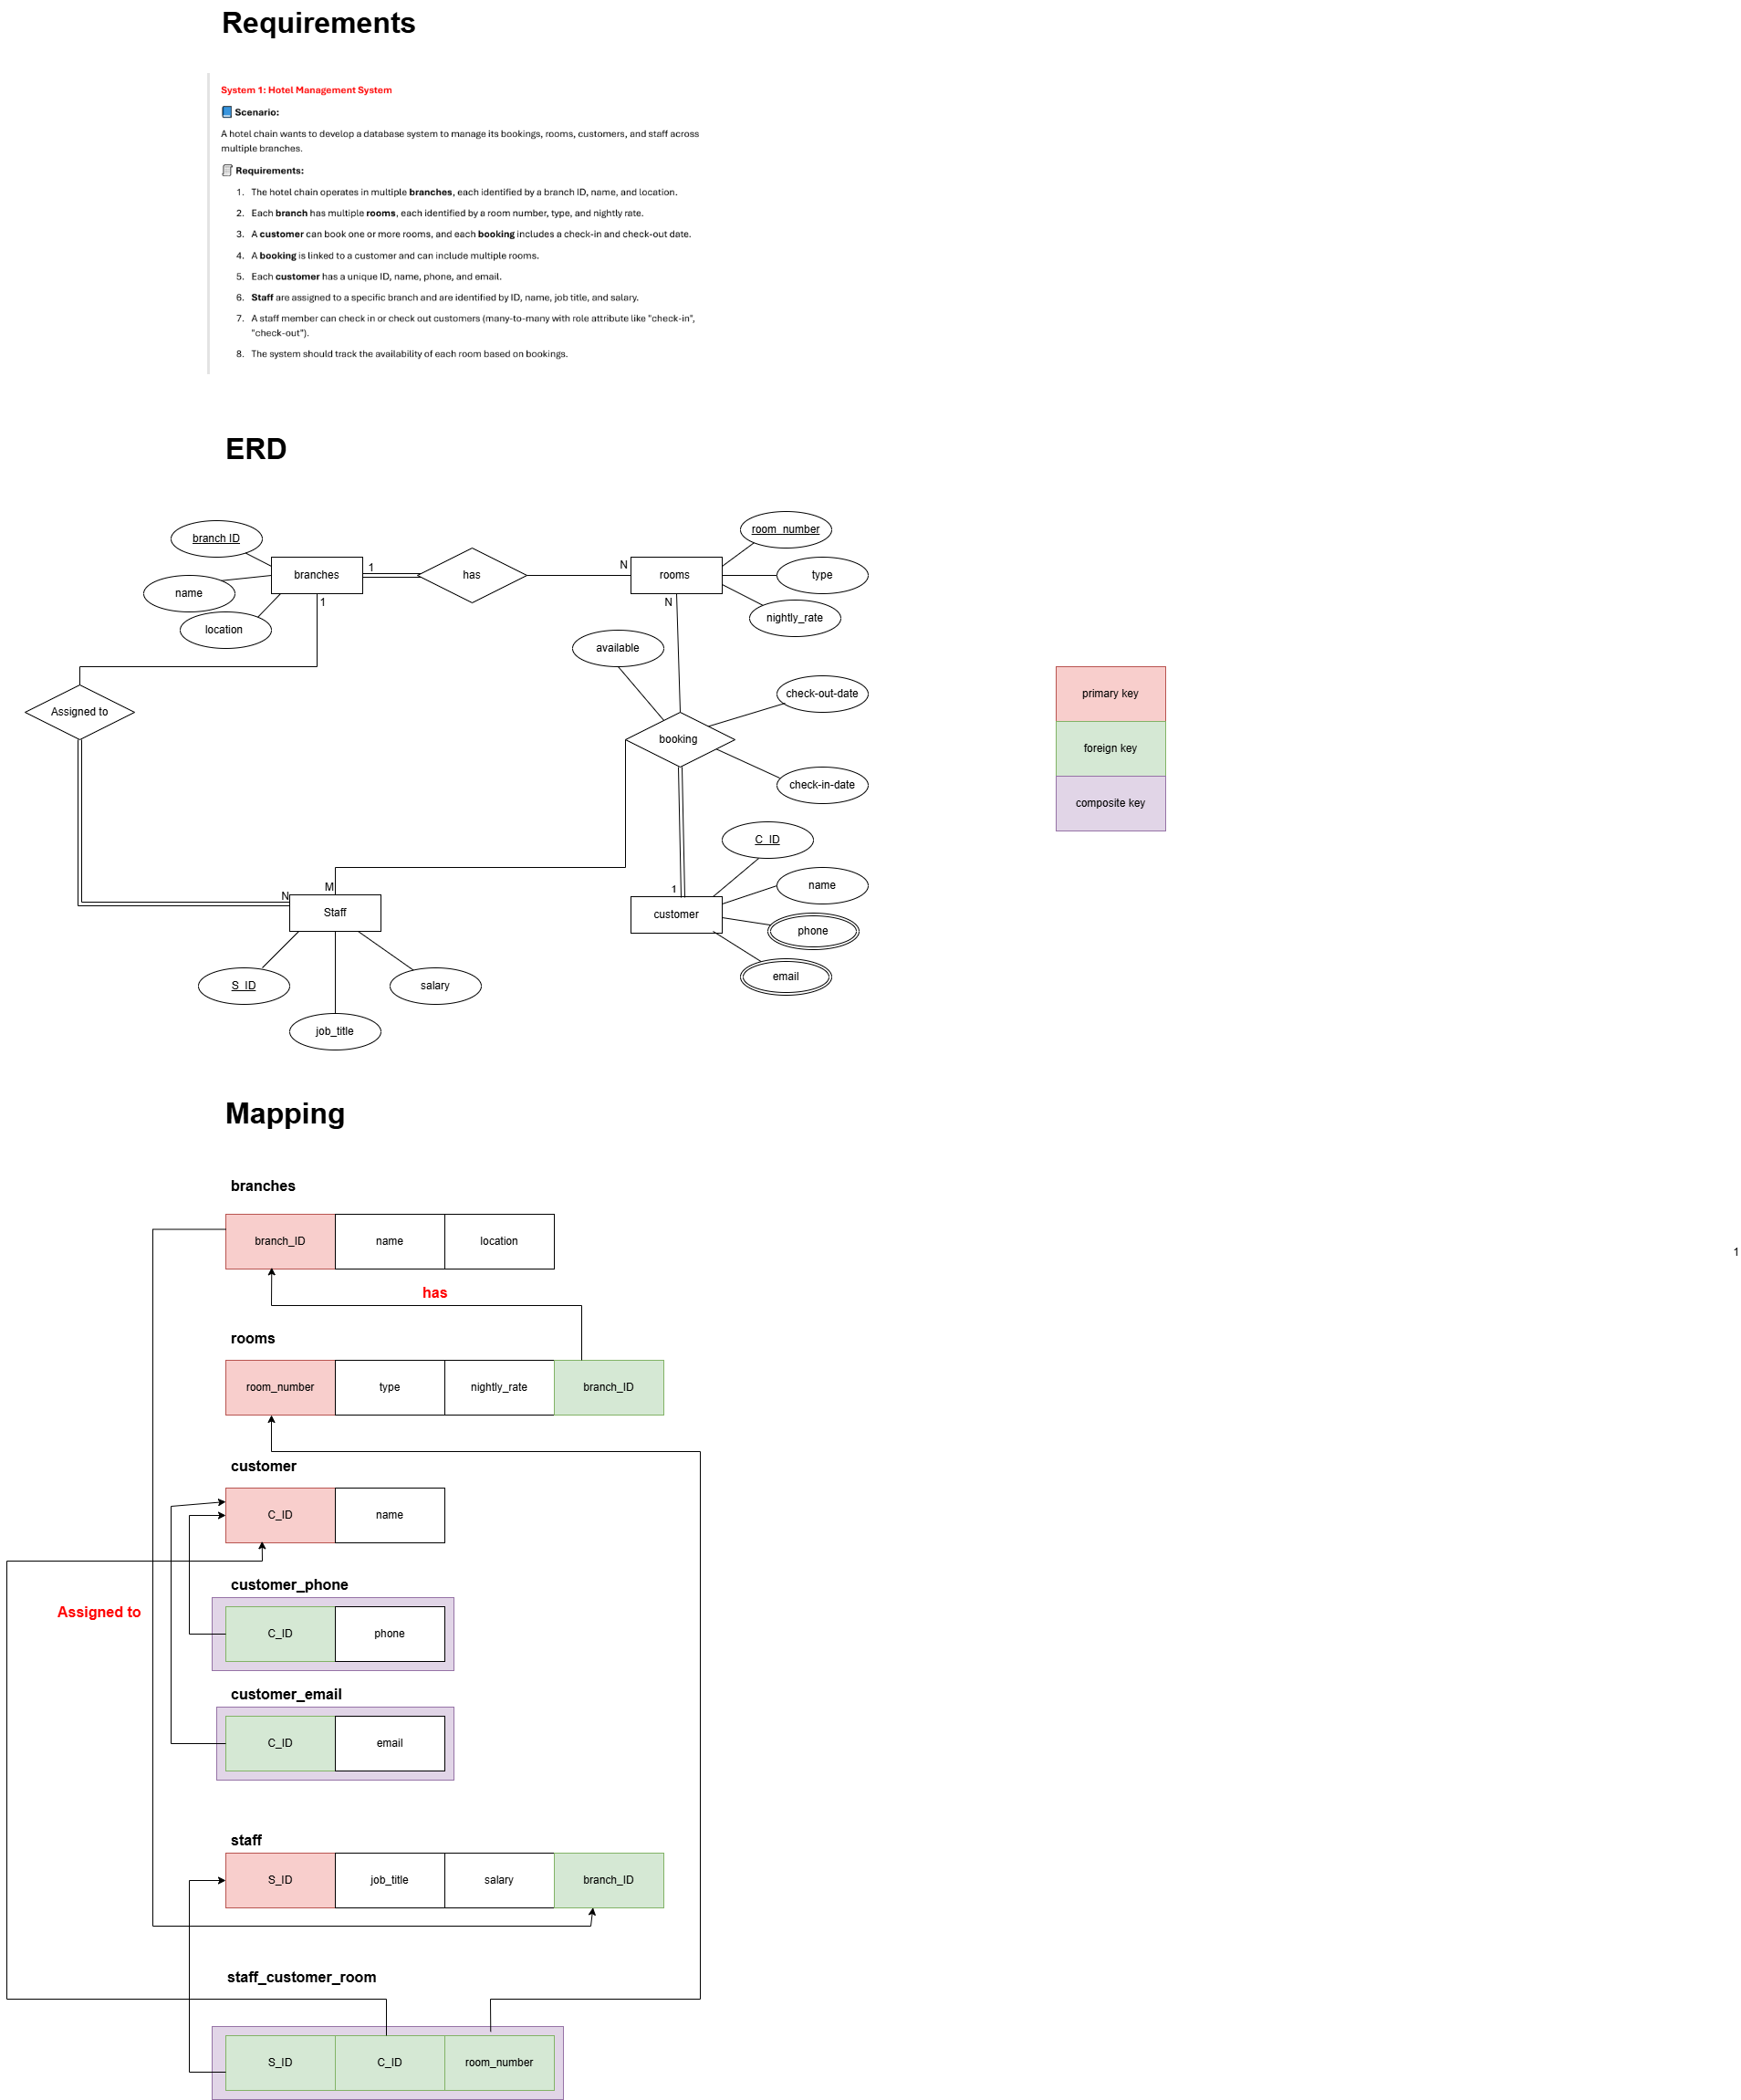 Requirements
System 1: Hotel Management System
Scenario:
A hotel chain wants to develop a database system to manage its bookings, rooms, customers, and staff across
multiple branches.
Requirements:
1. The hotel chain operates in multiple branches, each identified by a branch ID, name, and location.
2. Each branch has multiple rooms, each identified by a room number, type, and nightly rate.
3. A customer can book one or more rooms, and each booking includes a check-in and check-out date.
4. A booking is linked to a customer and can include multiple rooms.
5. Each customer has a unique ID, name, phone, and email.
6. Staff are assigned to a specific branch and are identified by ID, name, job title, and salary.
7. A staff member can check in or check out customers (many-to-many with role attribute like "check-in",
"check-out").
8. The system should track the availability of each room based on bookings.
ERD
branch ID
name
location
branches
1
1
has
N
rooms
N
room_number
type
nightly_rate
available
check-out-date
booking
check-in-date
Assigned to
primary key
foreign key
composite key
C_ID
name
phone
email
1
customer
M
N
Staff
S_ID
job_title
salary
Mapping
branches
branch_ID name location
1
has
rooms
room_number type nightly_rate branch_ID
customer
C_ID name
customer_phone
Assigned to
C_ID phone
customer_email
C_ID email
staff
S_ID job_title salary branch_ID
staff_customer_room
S_ID C_ID room_number